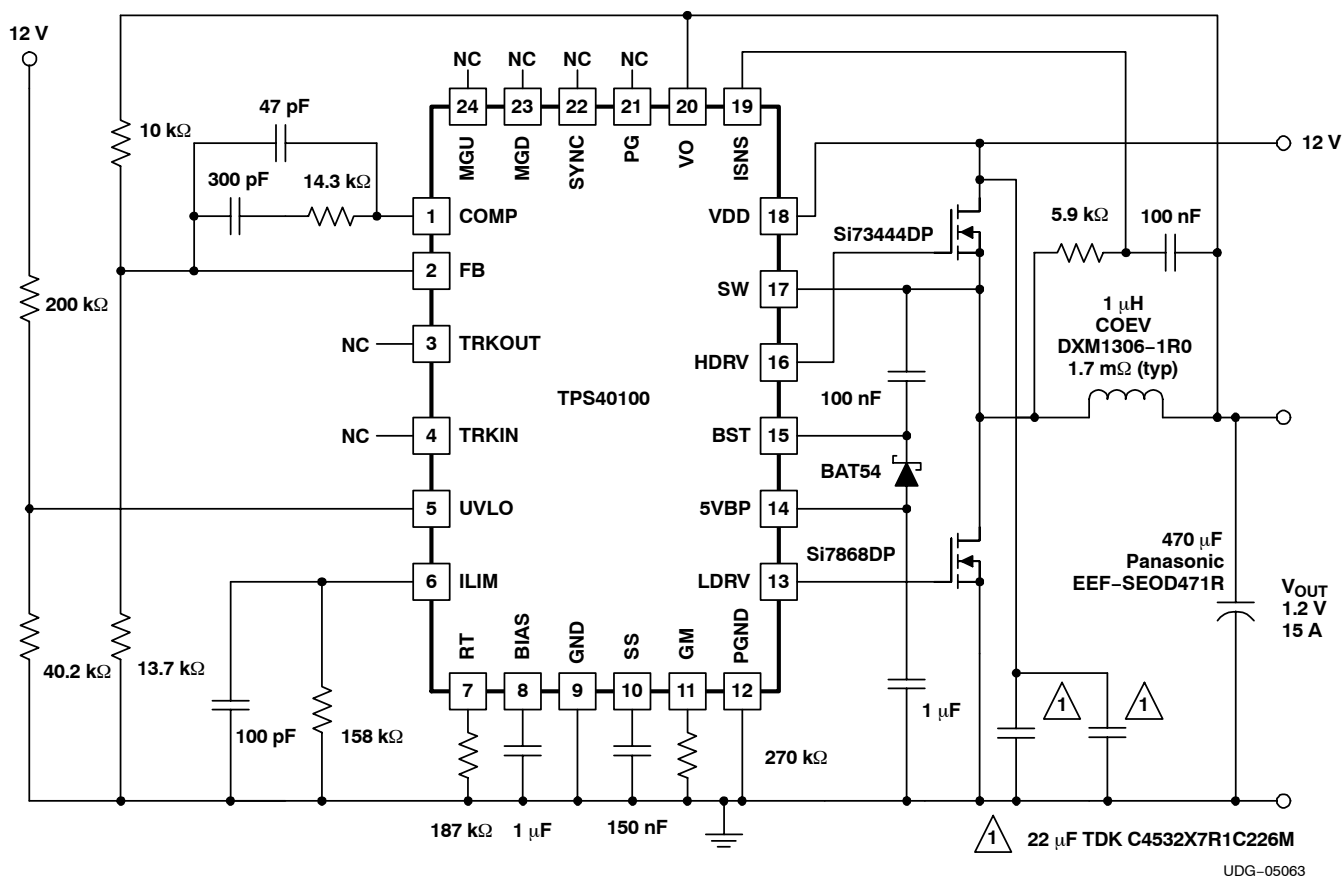 12 V
NC
NC
NC
NC
24
23
22
21
20
19
MGU
MGD
SYNC
PG
VO
ISNS
47 pF
10 kΩ
300 pF
14.3 kΩ
1
COMP
2
FB
200 kΩ
NC
3
TRKOUT
TPS40100
NC
4
TRKIN
5
UVLO
6
ILIM
VDD
18
12 V
Si73444DP
5.9 kΩ
100 nF
SW
17
1 μH
COEV
DXM1306–1R0
1.7 mΩ (typ)
HDRV
16
100 nF
BST
15
BAT54
5VBP
14
Si7868DP
LDRV
13
470 μF
Panasonic
EEF–SEOD471R
VOUT
1.2 V
15 A
40.2 kΩ
13.7 kΩ
100 pF
158 kΩ
RT
BIAS
GND
SS
GM
PGND
7
8
9
10
11
12
1 μF
1
1
270 kΩ
187 kΩ
1 μF
150 nF
1
22 μF TDK C4532X7R1C226M
UDG–05063